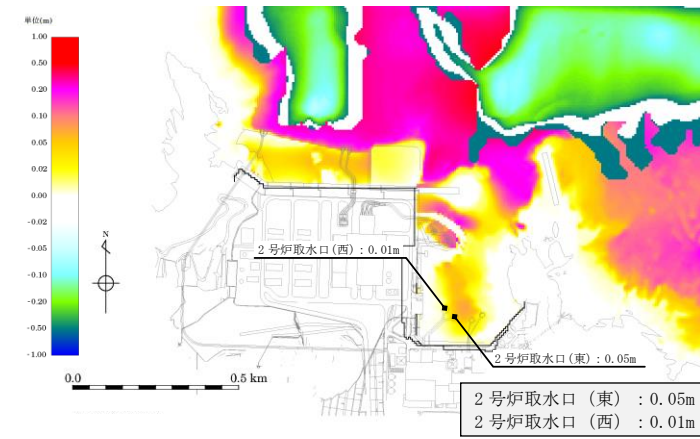 単位(m)
1.00
0.50
0.20
0.10
0.05
0.02
0.00
-0.02
-0.05
-0.10
-0.20
-0.50
-1.00
N
2号炉取水口(西)：0.01m
2号炉取水口(東)：0.05m
0.0 0.5 km
2号炉取水口（東）：0.05m
2号炉取水口（西）：0.01m